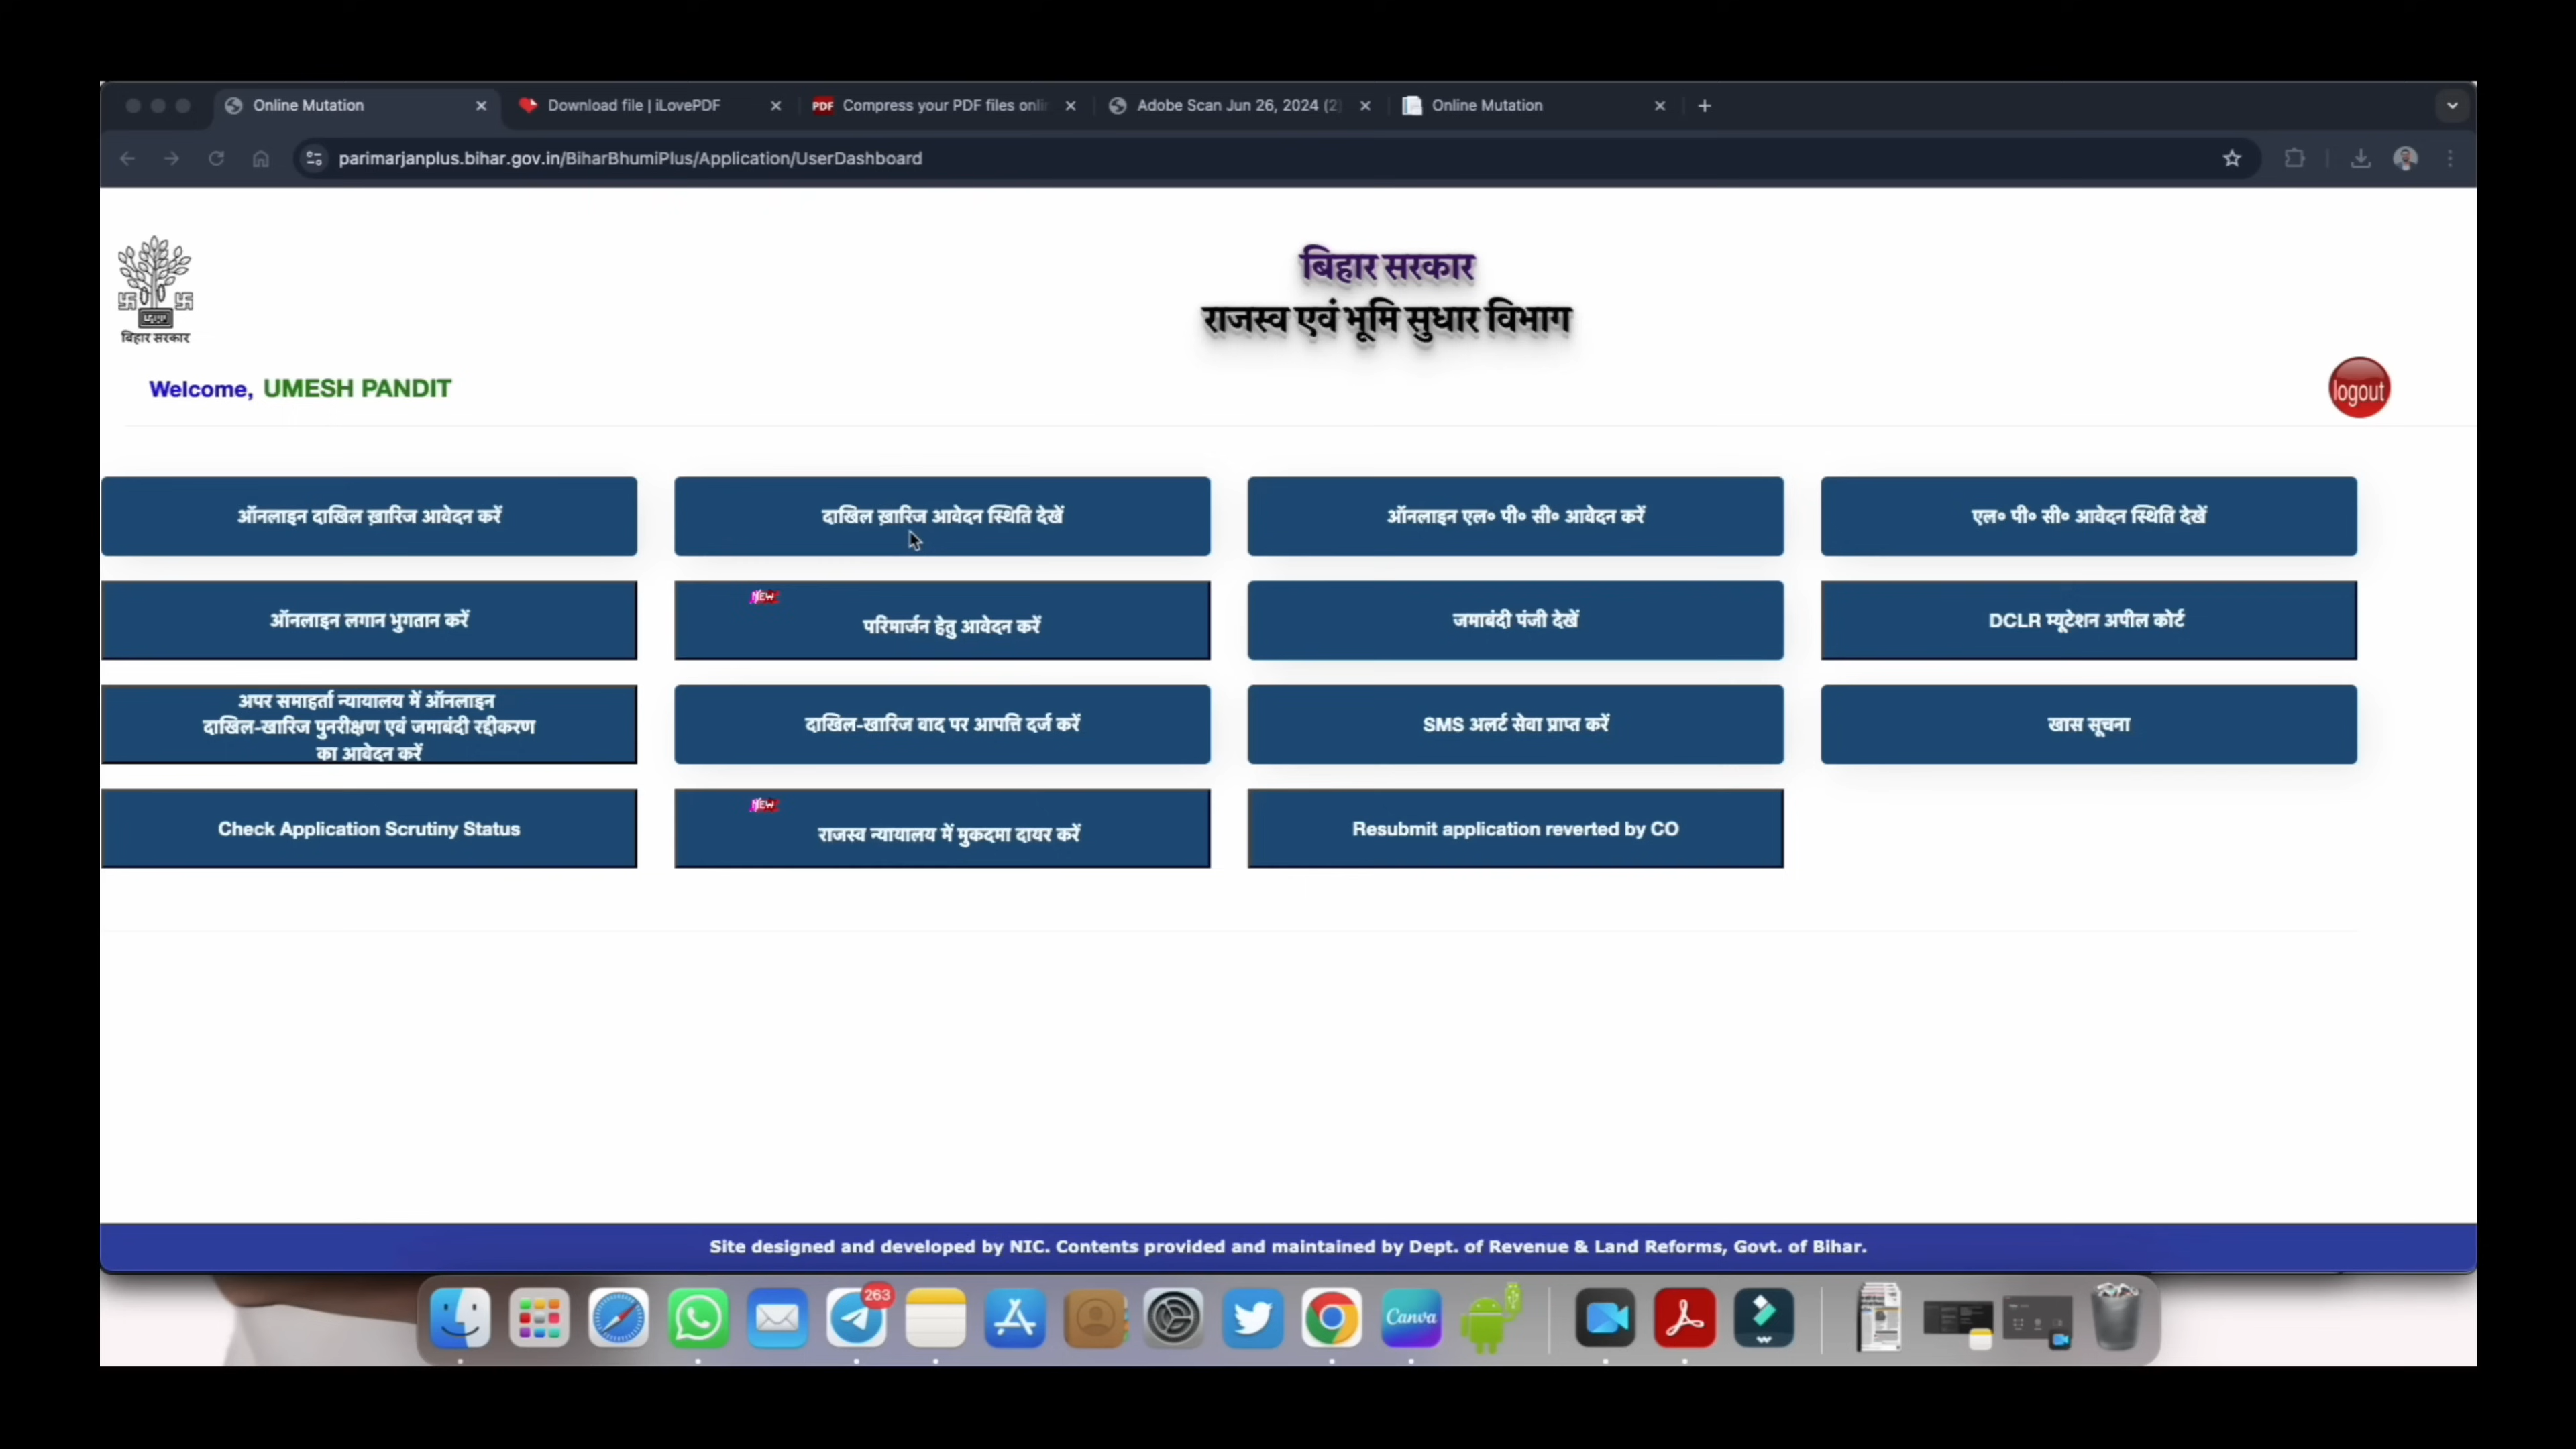 Online Mutation
Download file | iLovePDF
Compress your PDF files onli
Adobe Scan Jun 26, 2024 (2)
Online Mutation
parimarjanplus.bihar.gov.in/BiharBhumiPlus/Application/UserDashboard
बिहार सरकार
बिहार सरकार
राजस्व एवं भूमि सुधार विभाग
Welcome, UMESH PANDIT
logout
ऑनलाइन दाखिल ख़ारिज आवेदन करें
दाखिल ख़ारिज आवेदन स्थिति देखें
ऑनलाइन एल॰ पी॰ सी॰ आवेदन करें
एल॰ पी॰ सी॰ आवेदन स्थिति देखें
ऑनलाइन लगान भुगतान करें
NEW
परिमार्जन हेतु आवेदन करें
जमाबंदी पंजी देखें
DCLR म्यूटेशन अपील कोर्ट
अपर समाहर्ता न्यायालय में ऑनलाइन
दाखिल-खारिज पुनरीक्षण एवं जमाबंदी रद्दीकरण
का आवेदन करें
दाखिल-खारिज वाद पर आपत्ति दर्ज करें
SMS अलर्ट सेवा प्राप्त करें
खास सूचना
Check Application Scrutiny Status
NEW
राजस्व न्यायालय में मुकदमा दायर करें
Resubmit application reverted by CO
Site designed and developed by NIC. Contents provided and maintained by Dept. of Revenue & Land Reforms, Govt. of Bihar.
263
Canva